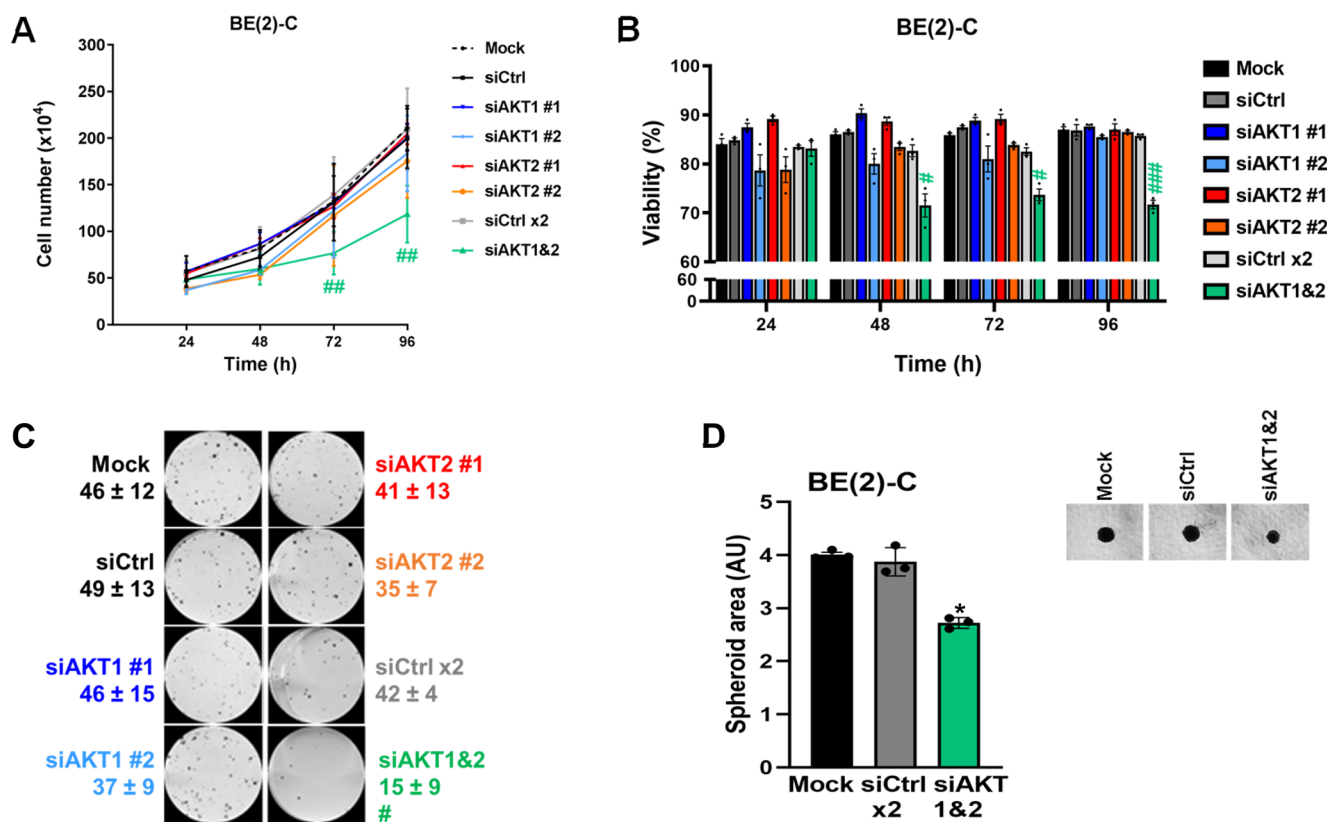 A
BE(2)-C
Cell number (x10⁴)
300
250
200
150
100
50
0
24
48
72
96
Time (h)
##
##
Mock
siCtrl
siAKT1 #1
siAKT1 #2
siAKT2 #1
siAKT2 #2
siCtrl x2
siAKT1&2
B
BE(2)-C
Viability (%)
100
90
80
70
60
60
0
24
48
72
96
Time (h)
#
#
###
Mock
siCtrl
siAKT1 #1
siAKT1 #2
siAKT2 #1
siAKT2 #2
siCtrl x2
siAKT1&2
C
Mock
46 ± 12
siCtrl
49 ± 13
siAKT1 #1
46 ± 15
siAKT1 #2
37 ± 9
siAKT2 #1
41 ± 13
siAKT2 #2
35 ± 7
siCtrl x2
42 ± 4
siAKT1&2
15 ± 9
#
D
BE(2)-C
Spheroid area (AU)
5
4
3
2
1
0
*
Mock
siCtrl
x2
siAKT
1&2
Mock
siCtrl
siAKT1&2